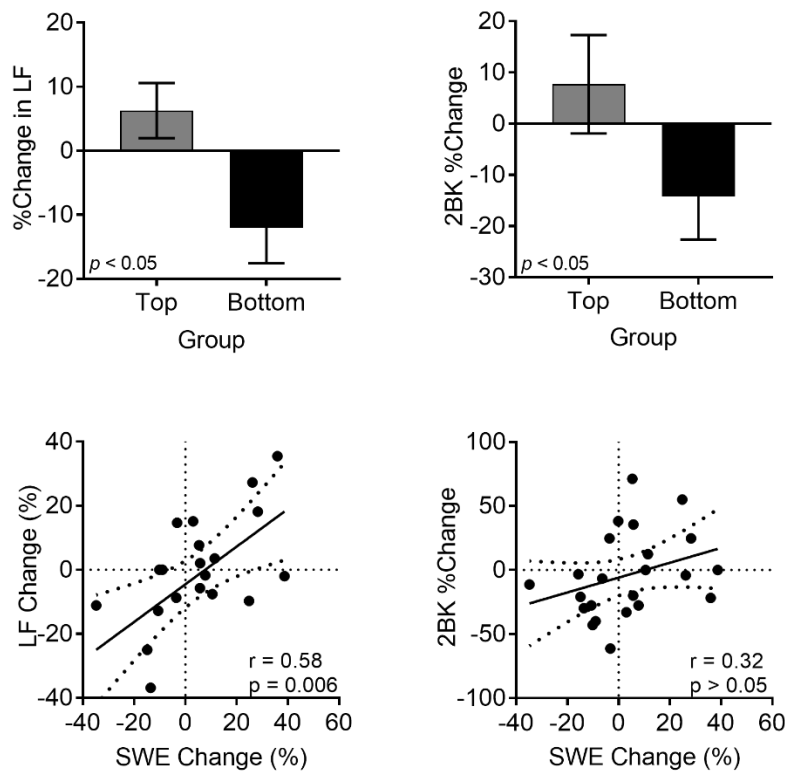 20
10
0
-10
-20
%Change in LF
p < 0.05
Top Bottom
Group
20
10
0
-10
-20
-30
2BK %Change
p < 0.05
Top Bottom
Group
40
20
0
-20
-40
LF Change (%)
r = 0.58
p = 0.006
-40 -20 0 20 40 60
SWE Change (%)
100
50
0
-50
-100
2BK %Change
r = 0.32
p > 0.05
-40 -20 0 20 40 60
SWE Change (%)